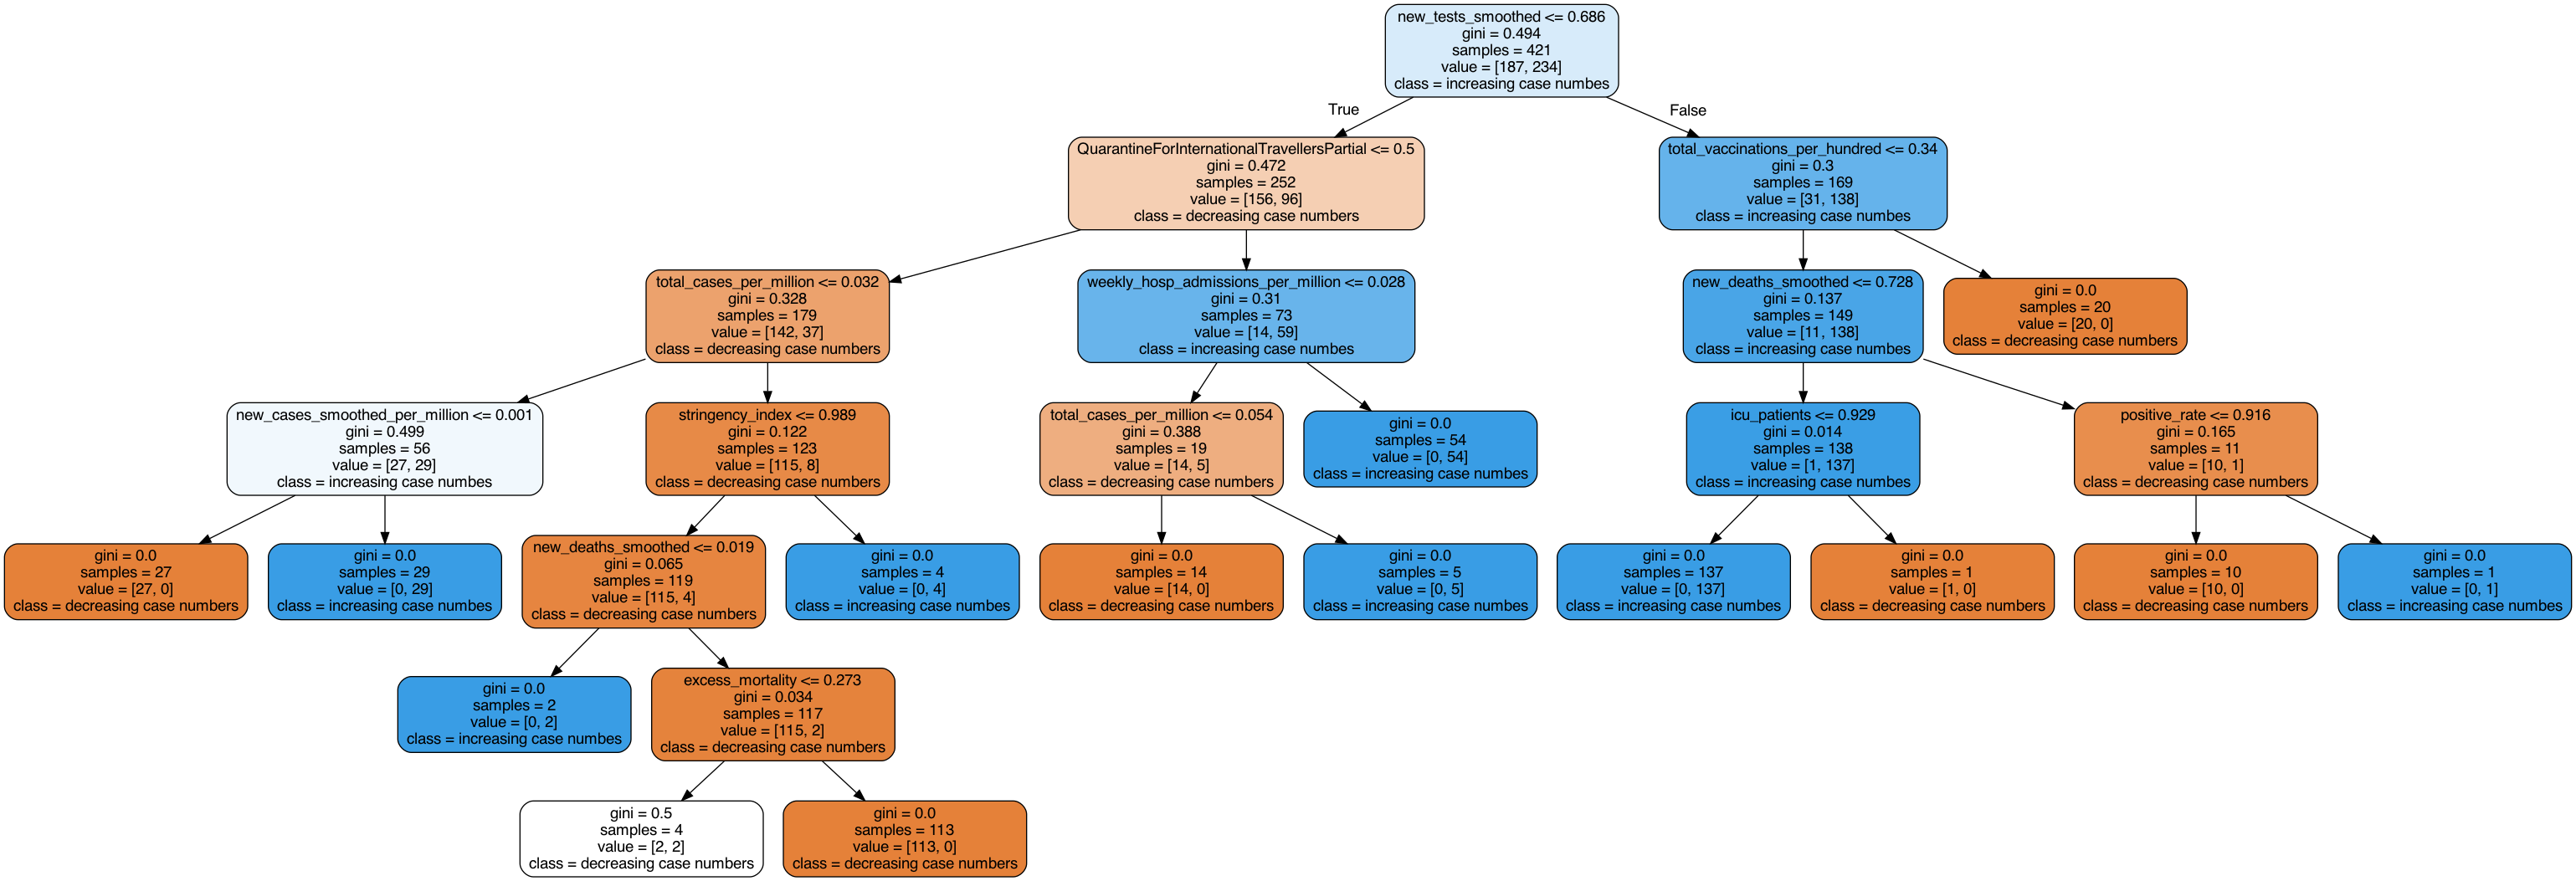 new_tests_smoothed <= 0.686
gini = 0.494
samples = 421
value = [187, 234]
class = increasing case numbes
True
False
QuarantineForInternationalTravellersPartial <= 0.5
gini = 0.472
samples = 252
value = [156, 96]
class = decreasing case numbers
total_vaccinations_per_hundred <= 0.34
gini = 0.3
samples = 169
value = [31, 138]
class = increasing case numbes
total_cases_per_million <= 0.032
gini = 0.328
samples = 179
value = [142, 37]
class = decreasing case numbers
weekly_hosp_admissions_per_million <= 0.028
gini = 0.31
samples = 73
value = [14, 59]
class = increasing case numbes
new_deaths_smoothed <= 0.728
gini = 0.137
samples = 149
value = [11, 138]
class = increasing case numbes
gini = 0.0
samples = 20
value = [20, 0]
class = decreasing case numbers
new_cases_smoothed_per_million <= 0.001
gini = 0.499
samples = 56
value = [27, 29]
class = increasing case numbes
stringency_index <= 0.989
gini = 0.122
samples = 123
value = [115, 8]
class = decreasing case numbers
total_cases_per_million <= 0.054
gini = 0.388
samples = 19
value = [14, 5]
class = decreasing case numbers
gini = 0.0
samples = 54
value = [0, 54]
class = increasing case numbes
icu_patients <= 0.929
gini = 0.014
samples = 138
value = [1, 137]
class = increasing case numbes
positive_rate <= 0.916
gini = 0.165
samples = 11
value = [10, 1]
class = decreasing case numbers
gini = 0.0
samples = 27
value = [27, 0]
class = decreasing case numbers
gini = 0.0
samples = 29
value = [0, 29]
class = increasing case numbes
new_deaths_smoothed <= 0.019
gini = 0.065
samples = 119
value = [115, 4]
class = decreasing case numbers
gini = 0.0
samples = 4
value = [0, 4]
class = increasing case numbes
gini = 0.0
samples = 14
value = [14, 0]
class = decreasing case numbers
gini = 0.0
samples = 5
value = [0, 5]
class = increasing case numbes
gini = 0.0
samples = 137
value = [0, 137]
class = increasing case numbes
gini = 0.0
samples = 1
value = [1, 0]
class = decreasing case numbers
gini = 0.0
samples = 10
value = [10, 0]
class = decreasing case numbers
gini = 0.0
samples = 1
value = [0, 1]
class = increasing case numbes
gini = 0.0
samples = 2
value = [0, 2]
class = increasing case numbes
excess_mortality <= 0.273
gini = 0.034
samples = 117
value = [115, 2]
class = decreasing case numbers
gini = 0.5
samples = 4
value = [2, 2]
class = decreasing case numbers
gini = 0.0
samples = 113
value = [113, 0]
class = decreasing case numbers